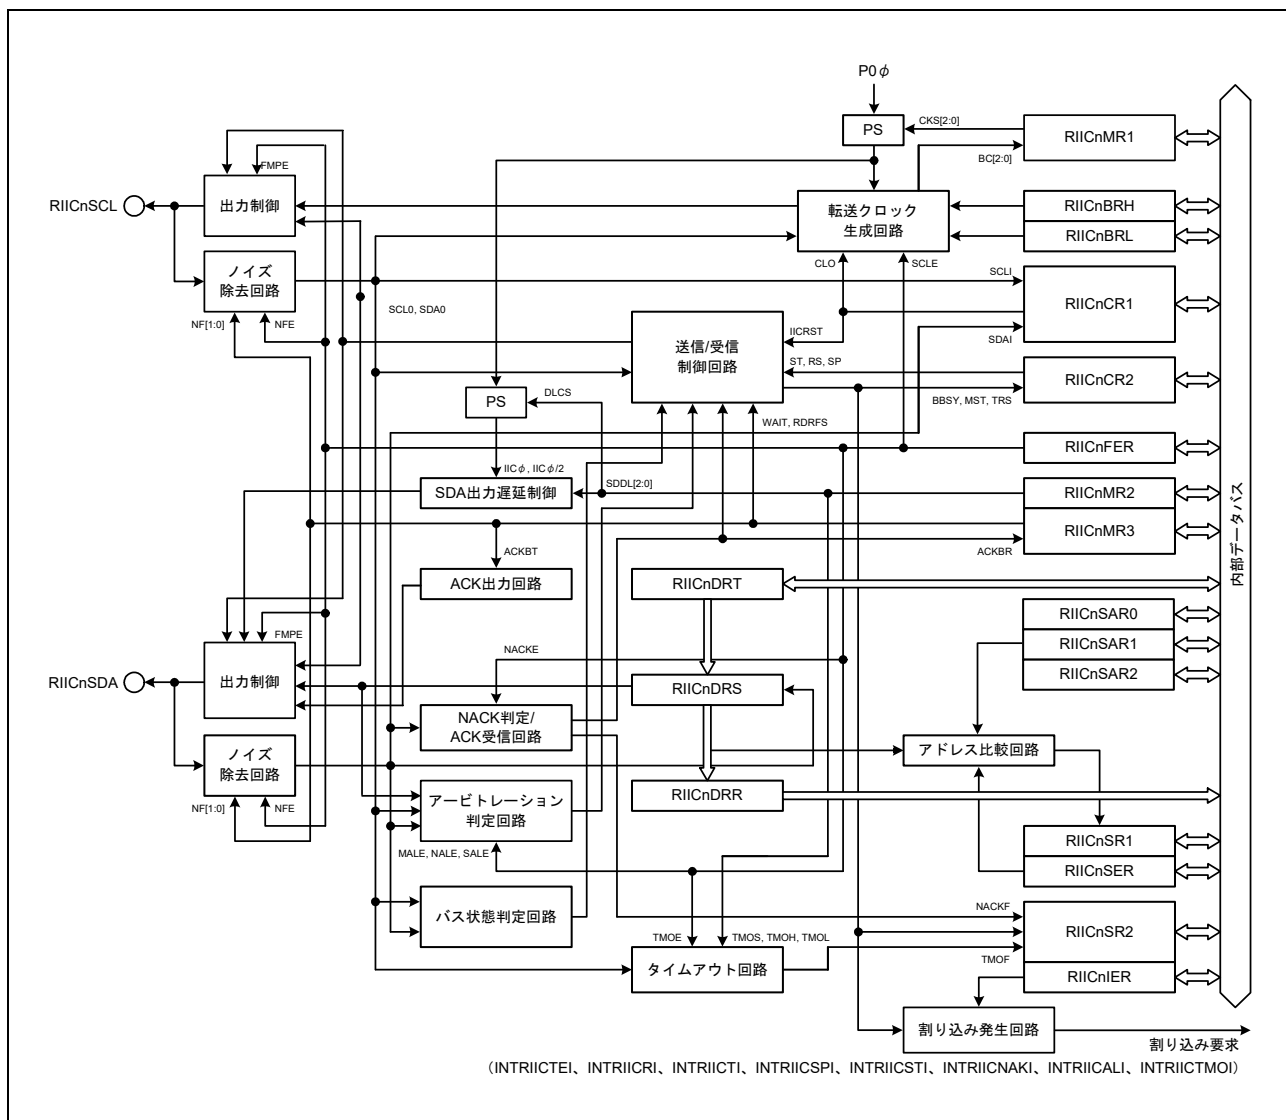 P0φ
PS
CKS[2:0]
BC[2:0]
RIICnMR1
FMPE
RIICnSCL
出力制御
転送クロック
生成回路
RIICnBRH
RIICnBRL
ノイズ
除去回路
CLO
SCLE
SCLI
RIICnCR1
NF[1:0]
NFE
SCL0, SDA0
IICRST
SDAI
送信/受信
制御回路
ST, RS, SP
RIICnCR2
BBSY, MST, TRS
PS
DLCS
WAIT, RDRFS
RIICnFER
IICφ, IICφ/2
SDA出力遅延制御
SDDL[2:0]
RIICnMR2
RIICnMR3
ACKBT
ACKBR
ACK出力回路
RIICnDRT
内部データバス
RIICnSAR0
RIICnSAR1
RIICnSAR2
FMPE
RIICnSDA
出力制御
NACKE
RIICnDRS
NACK判定/
ACK受信回路
アドレス比較回路
ノイズ
除去回路
NF[1:0]
NFE
アービトレーション
判定回路
RIICnDRR
MALE, NALE, SALE
RIICnSR1
RIICnSER
バス状態判定回路
NACKF
RIICnSR2
TMOE
TMOS, TMOH, TMOL
TMOF
タイムアウト回路
RIICnIER
割り込み発生回路
割り込み要求
（INTRIICTEI、INTRIICRI、INTRIICTI、INTRIICSPI、INTRIICSTI、INTRIICNAKI、INTRIICALI、INTRIICTMOI）